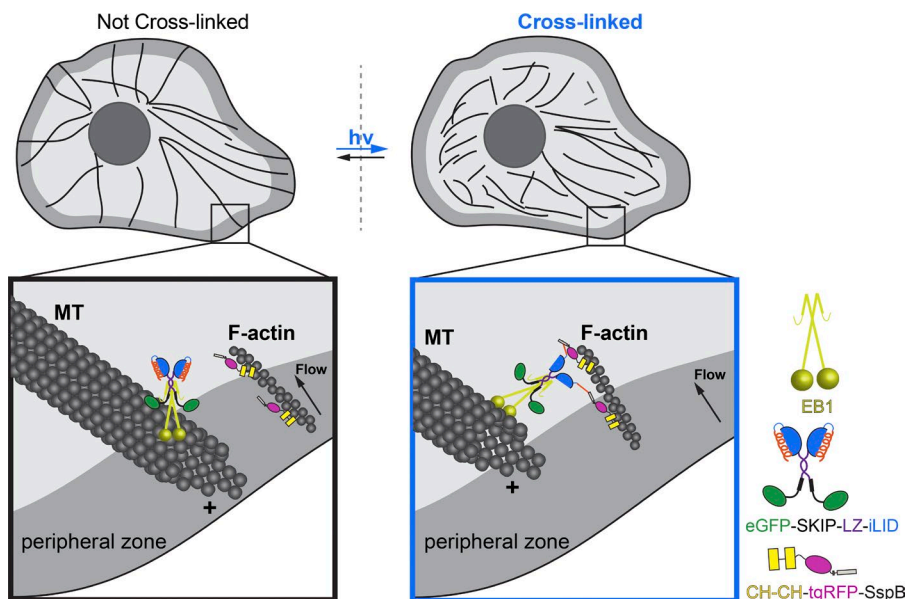 Not Cross-linked
Cross-linked
hv
MT
F-actin
Flow
+
peripheral zone
MT
F-actin
Flow
+
peripheral zone
EB1
eGFP-SKIP-LZ-iLID
CH-CH-tgRFP-SspB